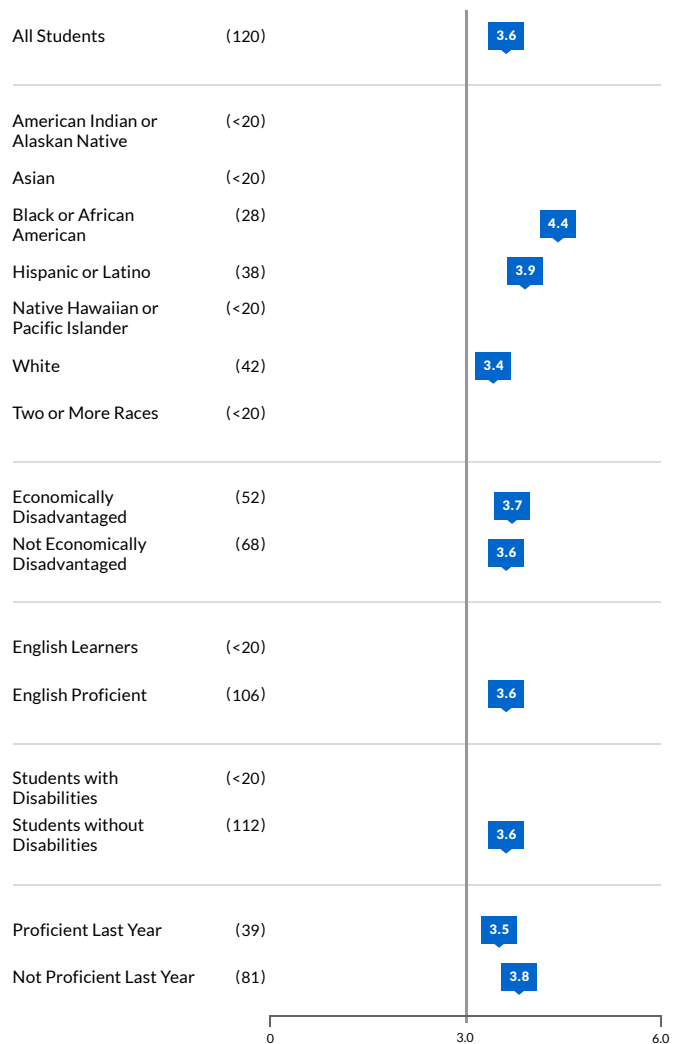 All Students (120) 3.6
American Indian or
Alaskan Native (<20)
Asian (<20)
Black or African
American (28) 4.4
Hispanic or Latino (38) 3.9
Native Hawaiian or
Pacific Islander (<20)
White (42) 3.4
Two or More Races (<20)
Economically
Disadvantaged (52) 3.7
Not Economically
Disadvantaged (68) 3.6
English Learners (<20)
English Proficient (106) 3.6
Students with
Disabilities (<20)
Students without
Disabilities (112) 3.6
Proficient Last Year (39) 3.5
Not Proficient Last Year (81) 3.8
0 3.0 6.0